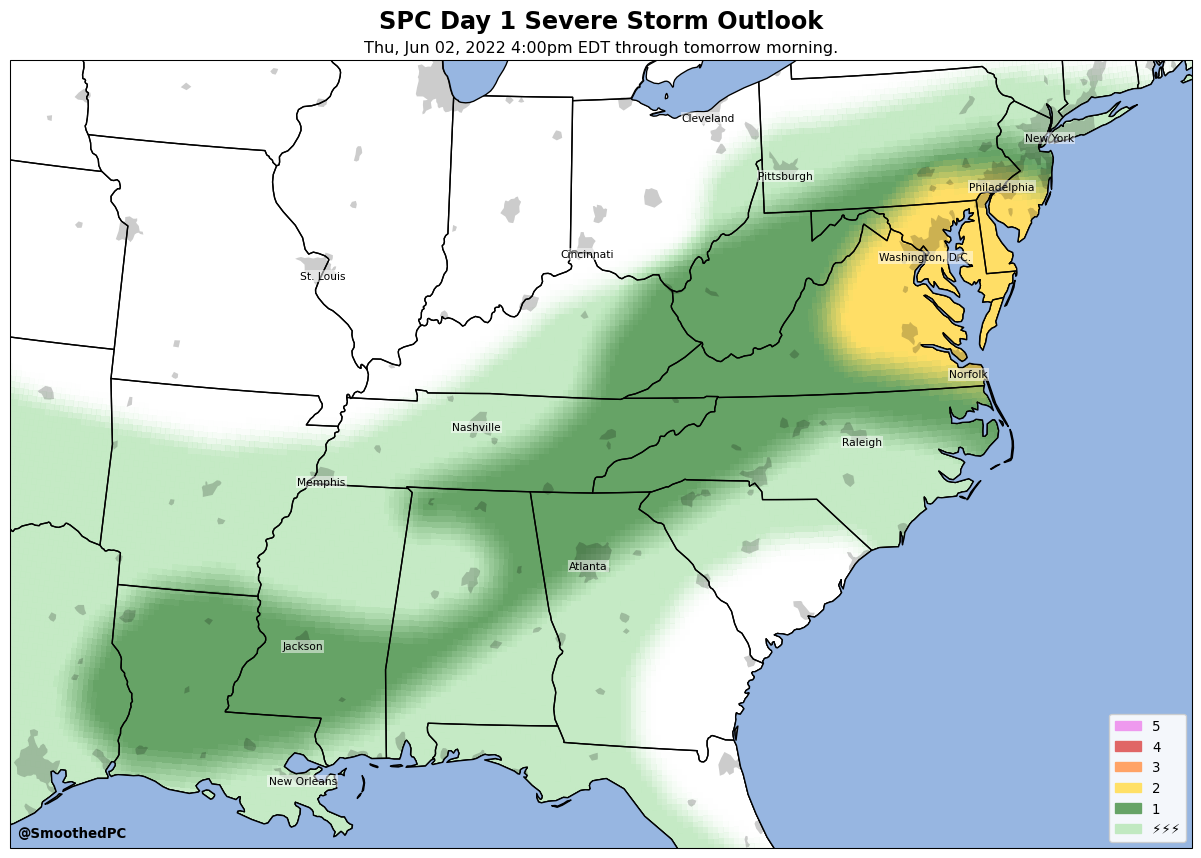 SPC Day 1 Severe Storm Outlook
Thu, Jun 02, 2022 4:00pm EDT through tomorrow morning.
Cleveland
New York
Pittsburgh
Philadelphia
Cincinnati
Washington, D.C.
St. Louis
Norfolk
Nashville
Raleigh
Memphis
Atlanta
Jackson
New Orleans
5
4
3
2
1
⚡⚡⚡
@SmoothedPC